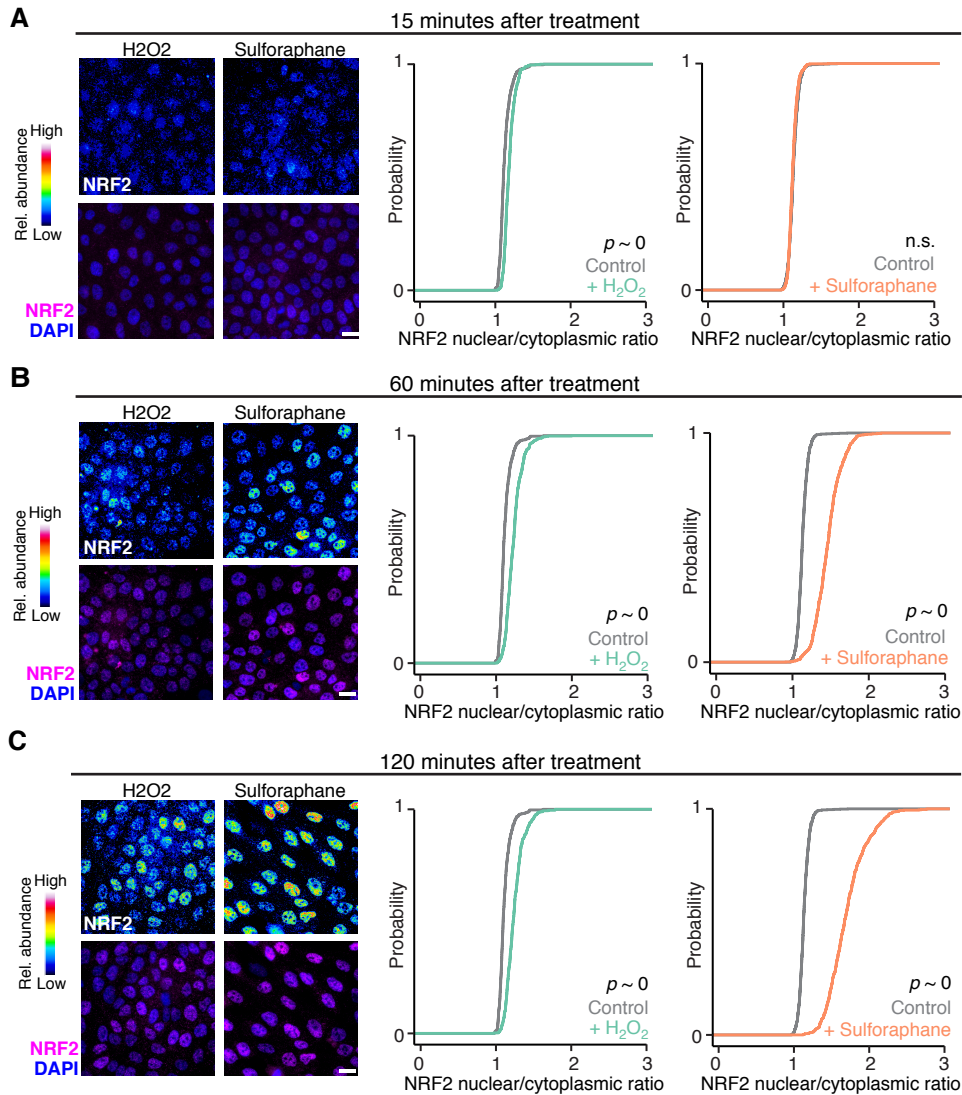 A
15 minutes after treatment
H2O2
Sulforaphane
Rel. abundance
High
Low
NRF2
NRF2
DAPI
Probability
1
0
p ~ 0
Control
+ H₂O₂
0 1 2 3
NRF2 nuclear/cytoplasmic ratio
Probability
1
0
n.s.
Control
+ Sulforaphane
0 1 2 3
NRF2 nuclear/cytoplasmic ratio
B
60 minutes after treatment
H2O2
Sulforaphane
Rel. abundance
High
Low
NRF2
NRF2
DAPI
Probability
1
0
p ~ 0
Control
+ H₂O₂
0 1 2 3
NRF2 nuclear/cytoplasmic ratio
Probability
1
0
p ~ 0
Control
+ Sulforaphane
0 1 2 3
NRF2 nuclear/cytoplasmic ratio
C
120 minutes after treatment
H2O2
Sulforaphane
Rel. abundance
High
Low
NRF2
NRF2
DAPI
Probability
1
0
p ~ 0
Control
+ H₂O₂
0 1 2 3
NRF2 nuclear/cytoplasmic ratio
Probability
1
0
p ~ 0
Control
+ Sulforaphane
0 1 2 3
NRF2 nuclear/cytoplasmic ratio